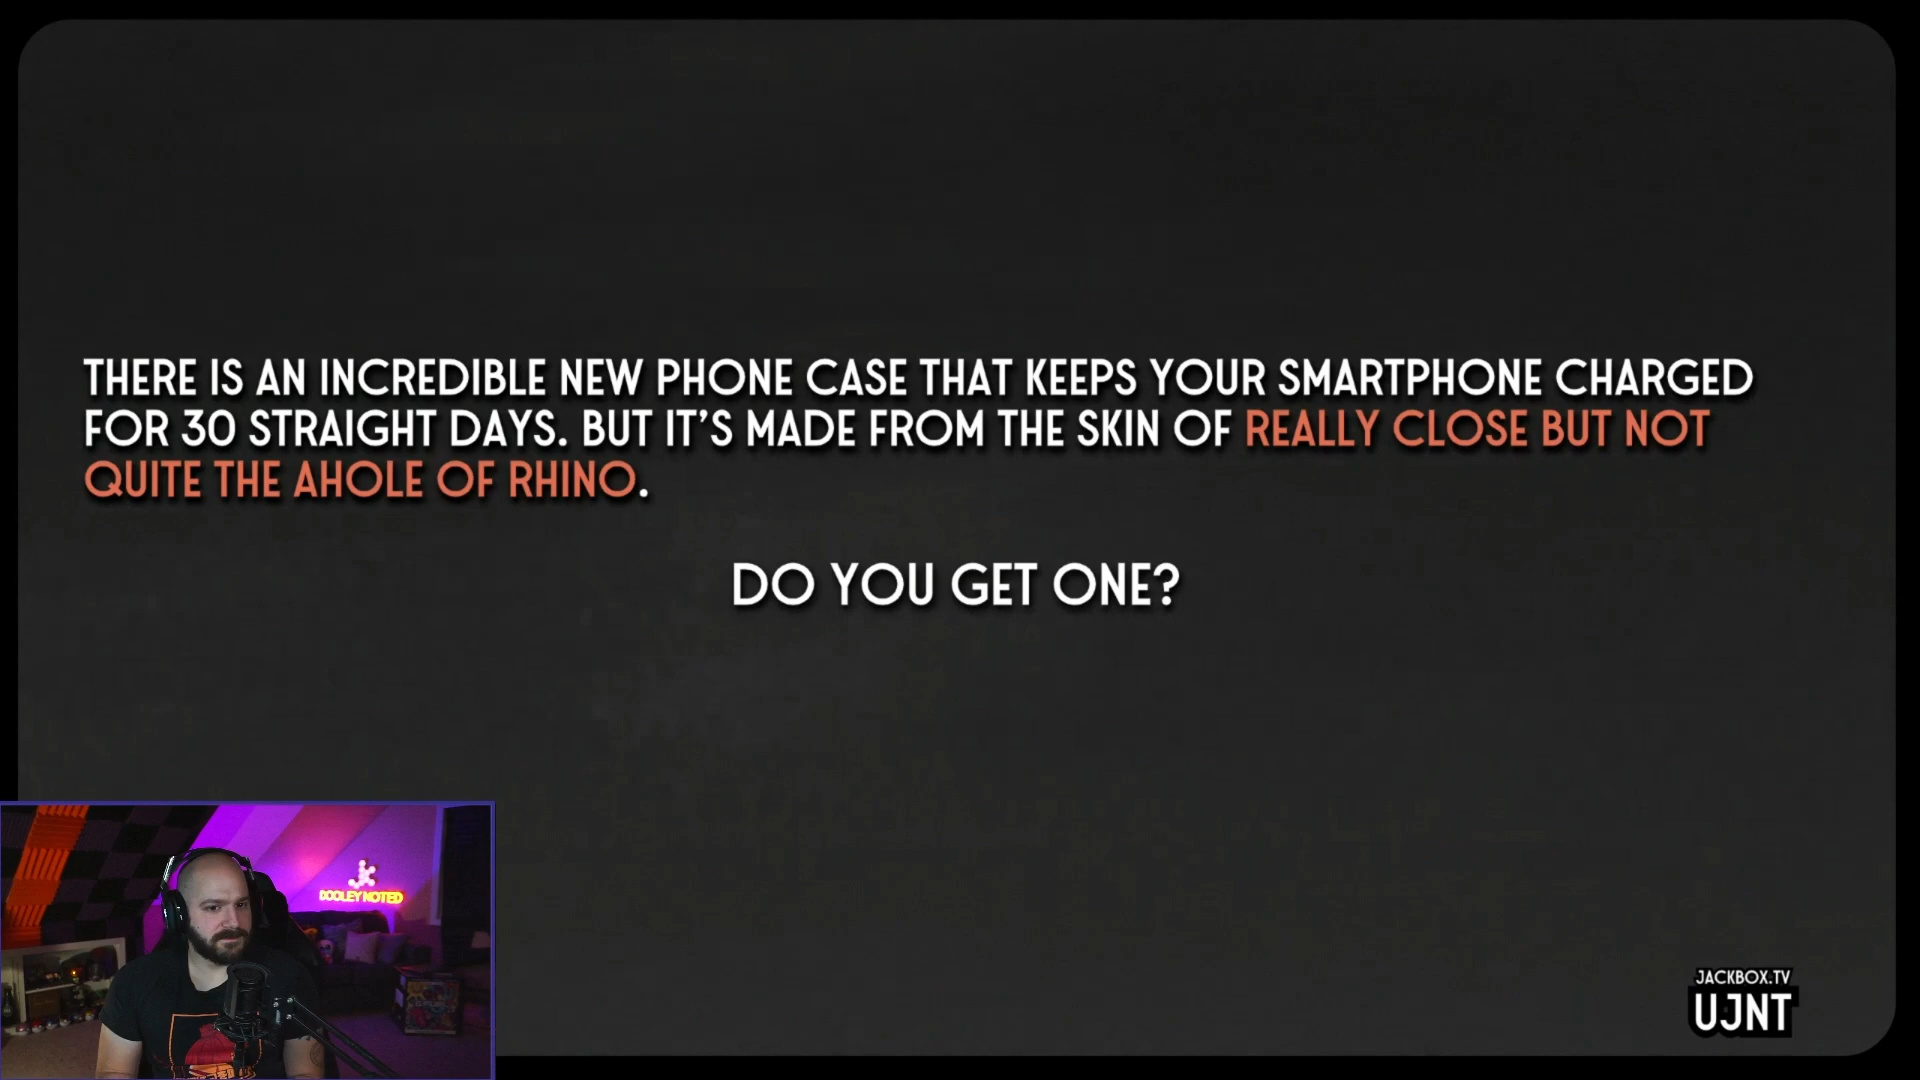 THERE IS AN INCREDIBLE NEW PHONE CASE THAT KEEPS YOUR SMARTPHONE CHARGED
FOR 30 STRAIGHT DAYS. BUT IT'S MADE FROM THE SKIN OF REALLY CLOSE BUT NOT
QUITE THE AHOLE OF RHINO.
DO YOU GET ONE?
DOOLEY NOTED
JACKBOX.TV
UJNT